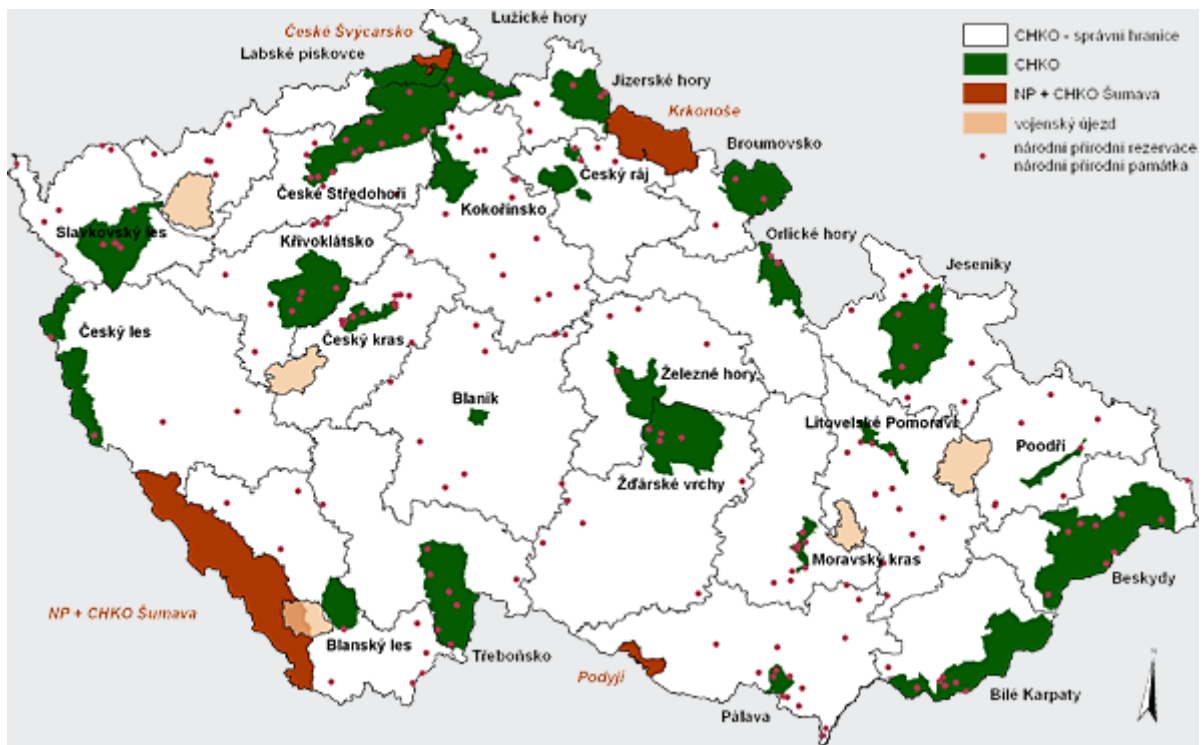 Lužické hory
České Švýcarsko
Labské pískovce
Jizerské hory
Krkonoše
Broumovsko
České Středohoří
Kokořínsko
Český ráj
Slavkovský les
Křivoklátsko
Orlické hory
Jeseníky
Český les
Český kras
Železné hory
Blaník
Litovelské Pomoraví
Poodří
Žďárské vrchy
Moravský kras
Beskydy
NP + CHKO Šumava
Blanský les
Třeboňsko
Podyjí
Pálava
Bílé Karpaty
CHKO - správní hranice
CHKO
NP + CHKO Šumava
vojenský újezd
národní přírodní rezervace
národní přírodní památka